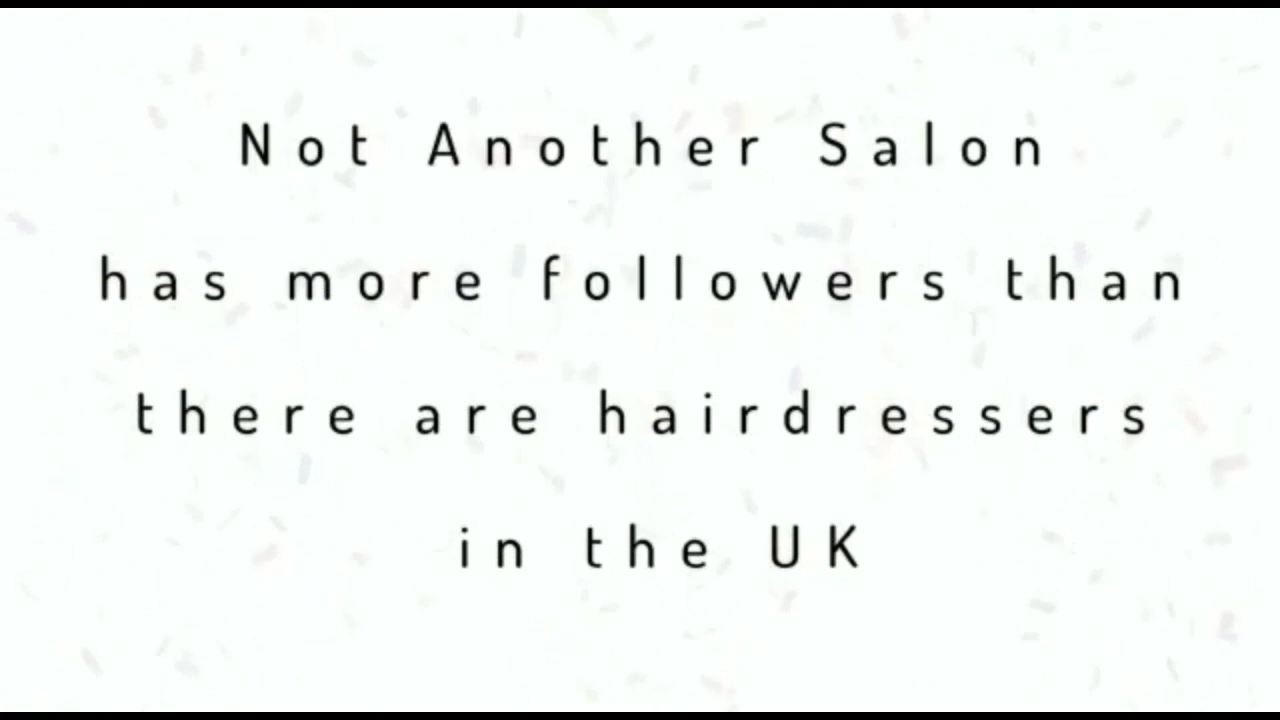 Not Another Salon
has more followers than
there are hairdressers
in the UK